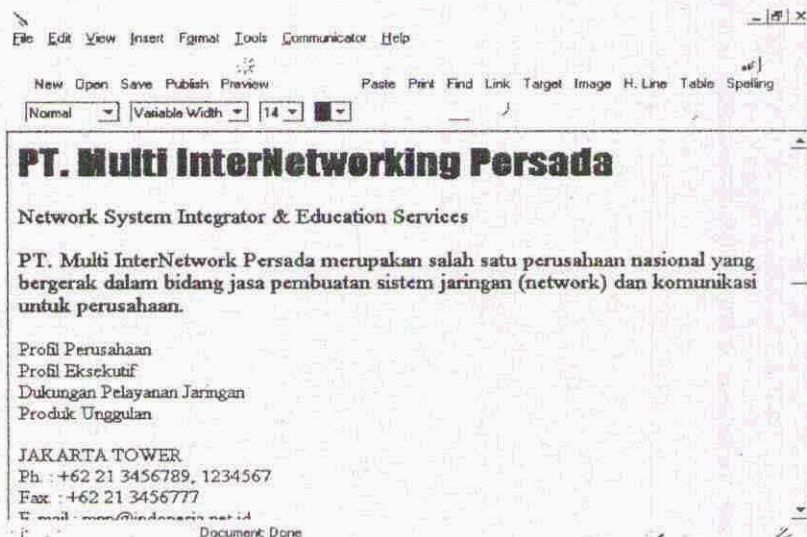 File Edit View Insert Format Tools Communicator Help
New Open Save Publish Preview Paste Print Find Link Target Image H. Line Table Spelling
Normal Variable Width 14
PT. Multi InterNetworking Persada
Network System Integrator & Education Services
PT. Multi InterNetwork Persada merupakan salah satu perusahaan nasional yang
bergerak dalam bidang jasa pembuatan sistem jaringan (network) dan komunikasi
untuk perusahaan.
Profil Perusahaan
Profil Eksekutif
Dukungan Pelayanan Jaringan
Produk Unggulan
JAKARTA TOWER
Ph. : +62 21 3456789, 1234567
Fax. : +62 21 3456777
Document: Done